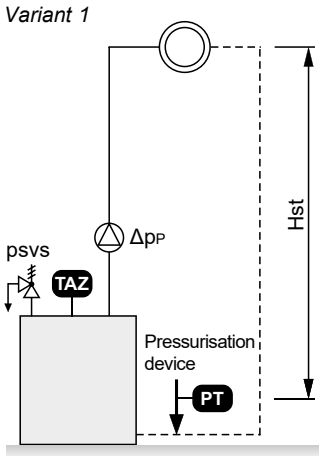 Variant 1
Hst
ΔpP
psvs
TAZ
Pressurisation
device
PT